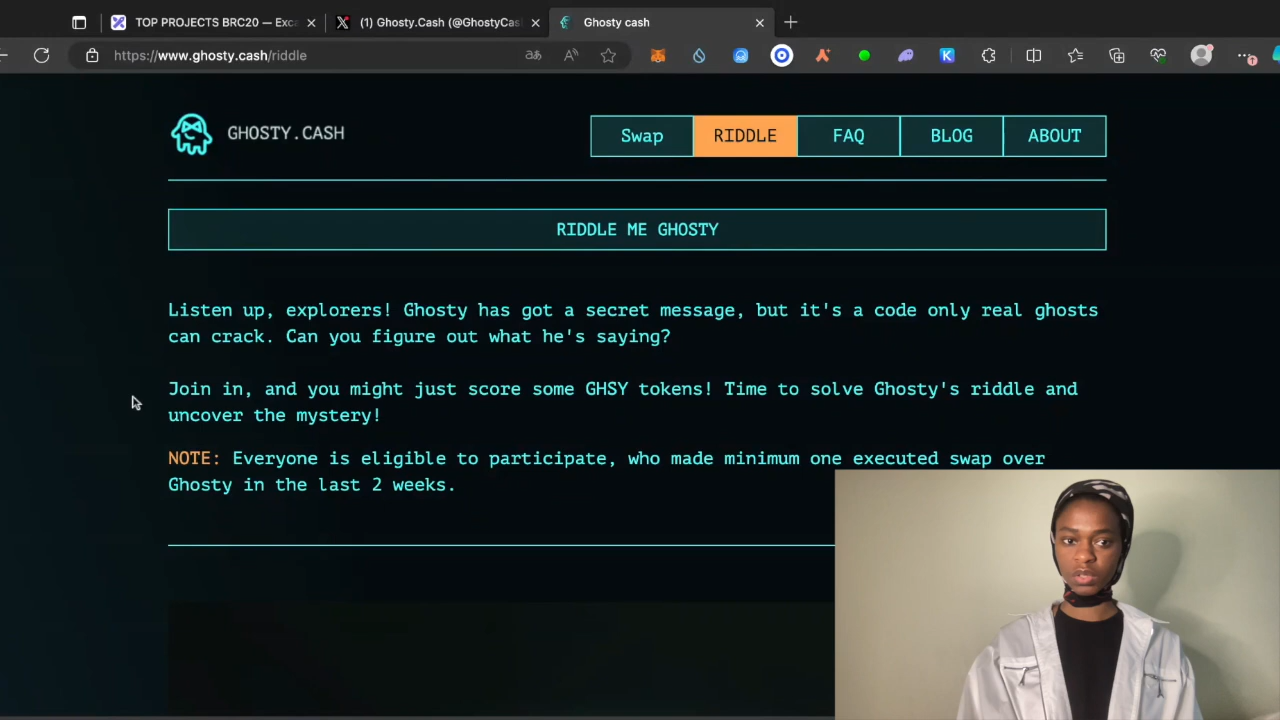 TOP PROJECTS BRC20 — Exca
(1) Ghosty.Cash (@GhostyCas
Ghosty cash
https://www.ghosty.cash/riddle
GHOSTY.CASH
Swap
RIDDLE
FAQ
BLOG
ABOUT
RIDDLE ME GHOSTY
Listen up, explorers! Ghosty has got a secret message, but it's a code only real ghosts
can crack. Can you figure out what he's saying?
Join in, and you might just score some GHSY tokens! Time to solve Ghosty's riddle and
uncover the mystery!
NOTE: Everyone is eligible to participate, who made minimum one executed swap over
Ghosty in the last 2 weeks.